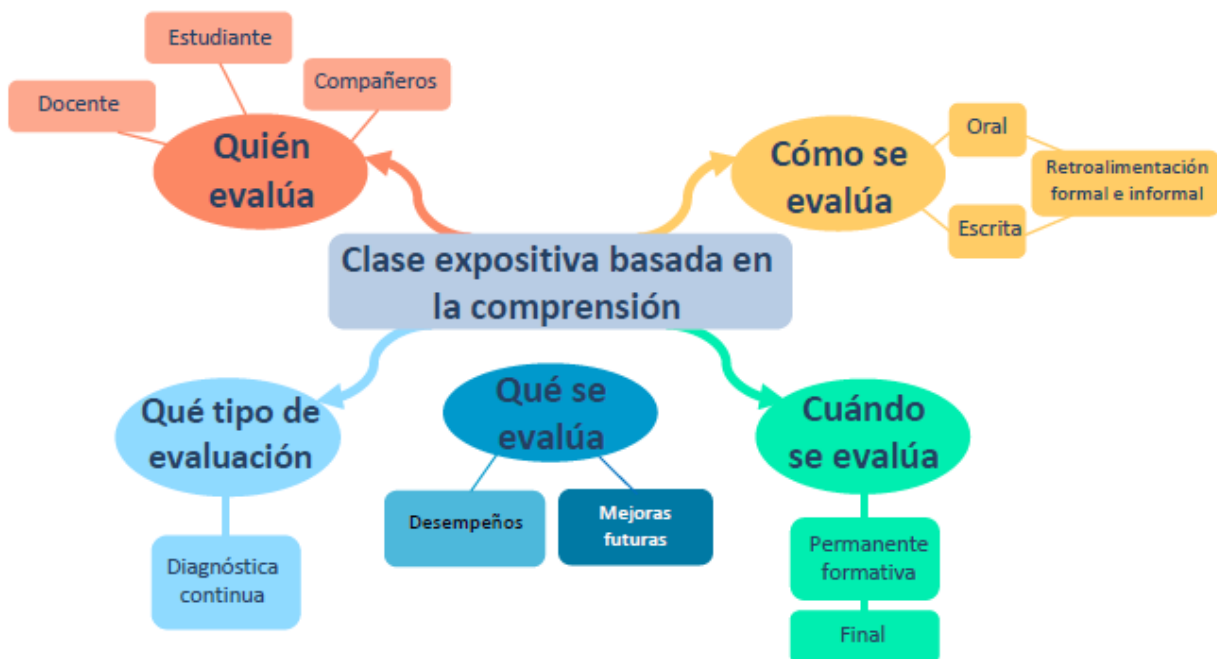 Estudiante
Compañeros
Docente
Quién
evalúa
Cómo se
evalúa
Oral
Retroalimentación
formal e informal
Escrita
Clase expositiva basada en
la comprensión
Qué tipo de
evaluación
Diagnóstica
continua
Qué se
evalúa
Desempeños
Mejoras
futuras
Cuándo
se evalúa
Permanente
formativa
Final